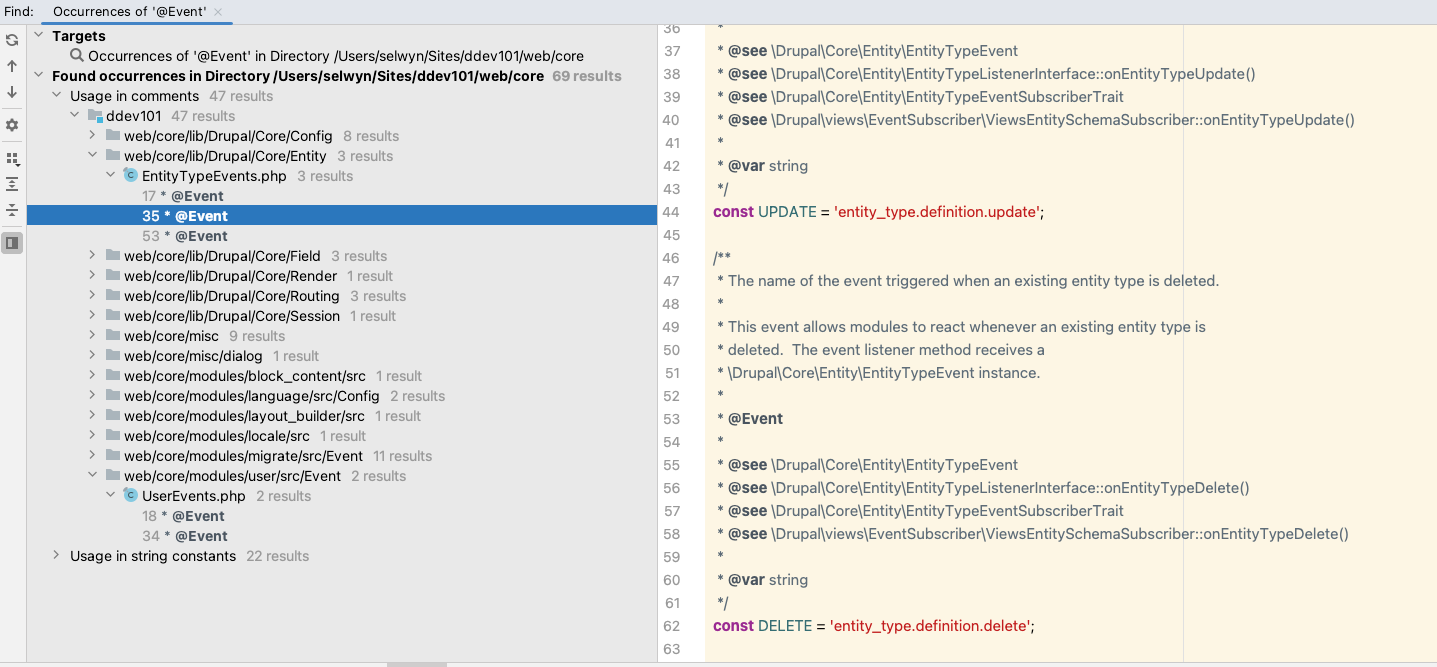 Find: Occurrences of '@Event' ×
Targets
Occurrences of '@Event' in Directory /Users/selwyn/Sites/ddev101/web/core
Found occurrences in Directory /Users/selwyn/Sites/ddev101/web/core 69 results
Usage in comments 47 results
ddev101 47 results
web/core/lib/Drupal/Core/Config 8 results
web/core/lib/Drupal/Core/Entity 3 results
EntityTypeEvents.php 3 results
17 * @Event
35 * @Event
53 * @Event
web/core/lib/Drupal/Core/Field 3 results
web/core/lib/Drupal/Core/Render 1 result
web/core/lib/Drupal/Core/Routing 3 results
web/core/lib/Drupal/Core/Session 1 result
web/core/misc 9 results
web/core/misc/dialog 1 result
web/core/modules/block_content/src 1 result
web/core/modules/language/src/Config 2 results
web/core/modules/layout_builder/src 1 result
web/core/modules/locale/src 1 result
web/core/modules/migrate/src/Event 11 results
web/core/modules/user/src/Event 2 results
UserEvents.php 2 results
18 * @Event
34 * @Event
Usage in string constants 22 results
36 *
37 * @see \Drupal\Core\Entity\EntityTypeEvent
38 * @see \Drupal\Core\Entity\EntityTypeListenerInterface::onEntityTypeUpdate()
39 * @see \Drupal\Core\Entity\EntityTypeEventSubscriberTrait
40 * @see \Drupal\views\EventSubscriber\ViewsEntitySchemaSubscriber::onEntityTypeUpdate()
41 *
42 * @var string
43 */
44 const UPDATE = 'entity_type.definition.update';
45
46 /**
47 * The name of the event triggered when an existing entity type is deleted.
48 *
49 * This event allows modules to react whenever an existing entity type is
50 * deleted.  The event listener method receives a
51 * \Drupal\Core\Entity\EntityTypeEvent instance.
52 *
53 * @Event
54 *
55 * @see \Drupal\Core\Entity\EntityTypeEvent
56 * @see \Drupal\Core\Entity\EntityTypeListenerInterface::onEntityTypeDelete()
57 * @see \Drupal\Core\Entity\EntityTypeEventSubscriberTrait
58 * @see \Drupal\views\EventSubscriber\ViewsEntitySchemaSubscriber::onEntityTypeDelete()
59 *
60 * @var string
61 */
62 const DELETE = 'entity_type.definition.delete';
63